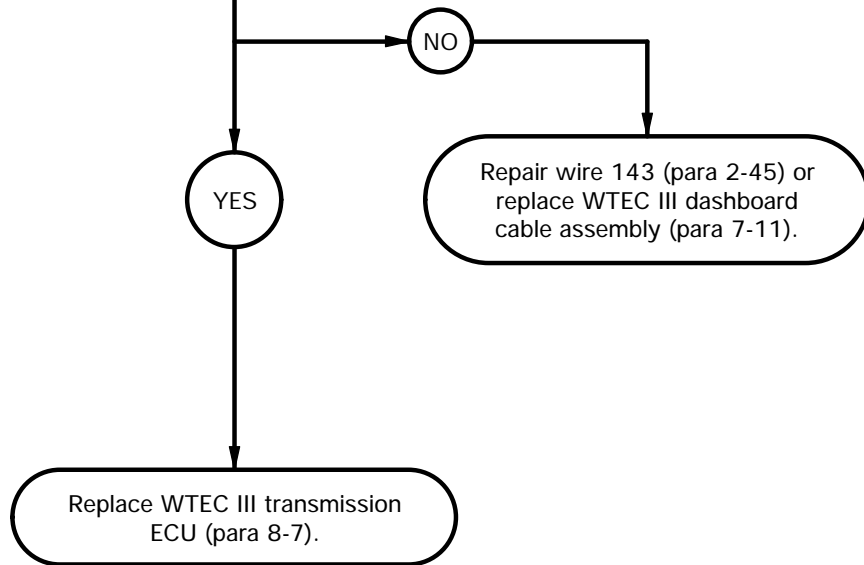 NO
YES
Repair wire 143 (para 2-45) or
replace WTEC III dashboard
cable assembly (para 7-11).
Replace WTEC III transmission
ECU (para 8-7).